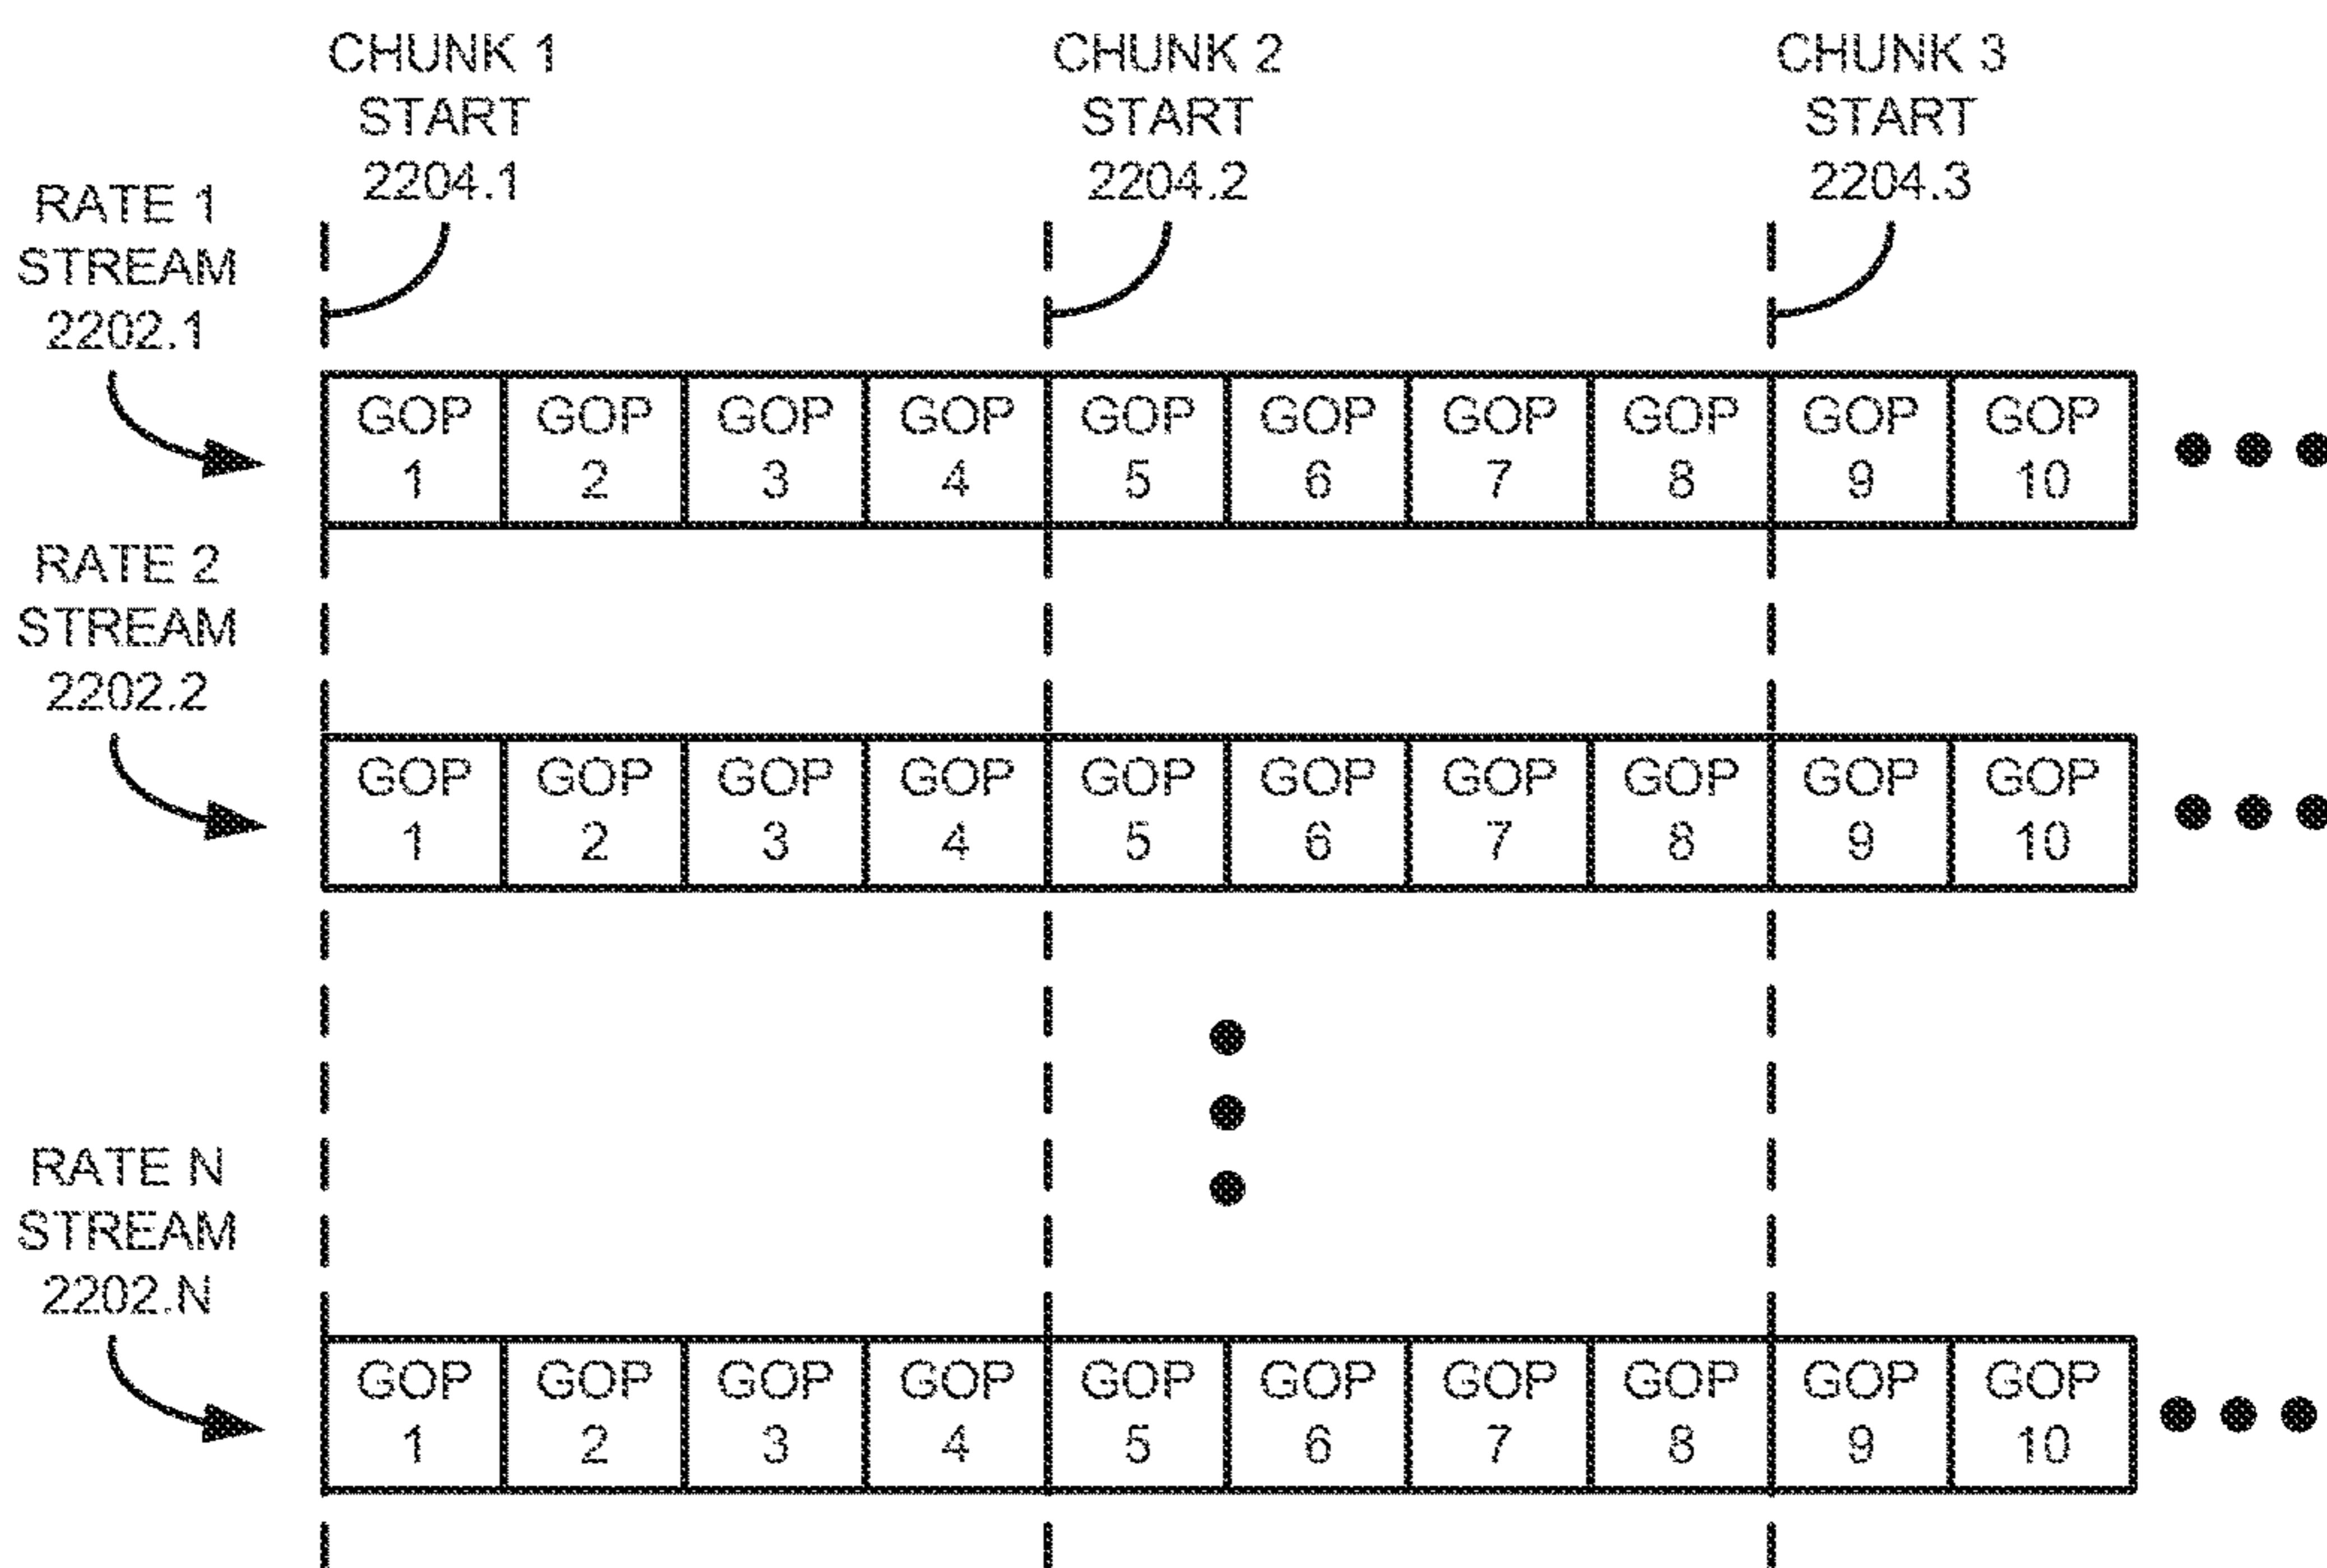 CHUNK 1
START
2204.1
CHUNK 2
START
2204.2
CHUNK 3
START
2204.3
RATE 1
STREAM
2202.1
GOP 1
GOP 2
GOP 3
GOP 4
GOP 5
GOP 6
GOP 7
GOP 8
GOP 9
GOP 10
RATE 2
STREAM
2202.2
GOP 1
GOP 2
GOP 3
GOP 4
GOP 5
GOP 6
GOP 7
GOP 8
GOP 9
GOP 10
RATE N
STREAM
2202.N
GOP 1
GOP 2
GOP 3
GOP 4
GOP 5
GOP 6
GOP 7
GOP 8
GOP 9
GOP 10